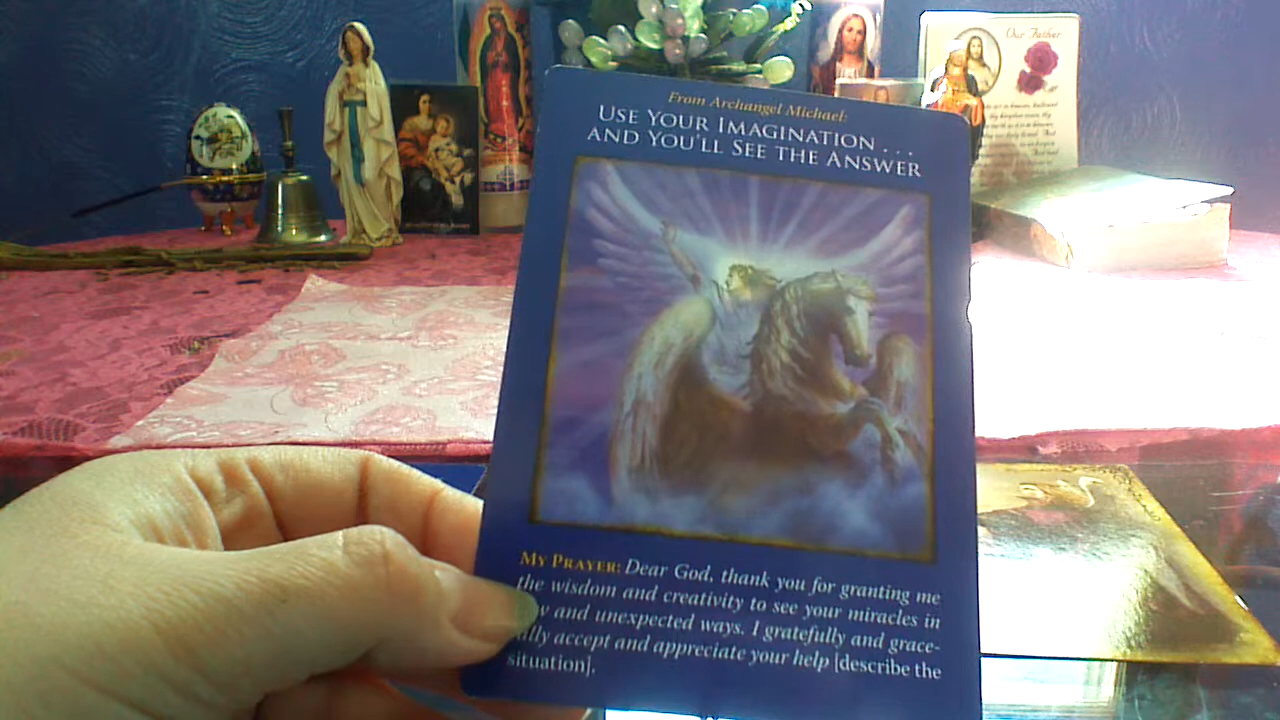 From Archangel Michael:
USE YOUR IMAGINATION . . .
AND YOU'LL SEE THE ANSWER
MY PRAYER: Dear God, thank you for granting me
the wisdom and creativity to see your miracles in
and unexpected ways. I gratefully and grace-
accept and appreciate your help [describe the
situation].
Our Father